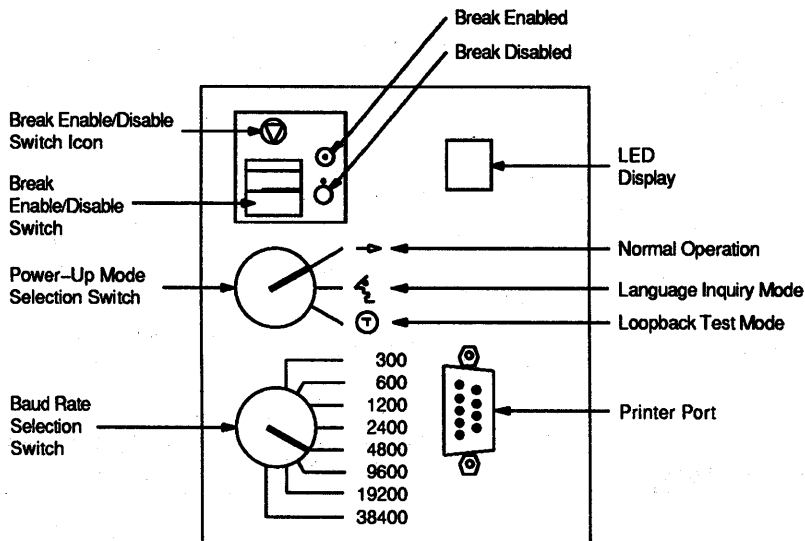 Break Enabled
Break Disabled
Break Enable/Disable
Switch Icon
LED
Display
Break
Enable/Disable
Switch
Normal Operation
Power-Up Mode
Selection Switch
Language Inquiry Mode
T
Loopback Test Mode
300
600
1200
2400
4800
9600
19200
38400
Baud Rate
Selection
Switch
Printer Port